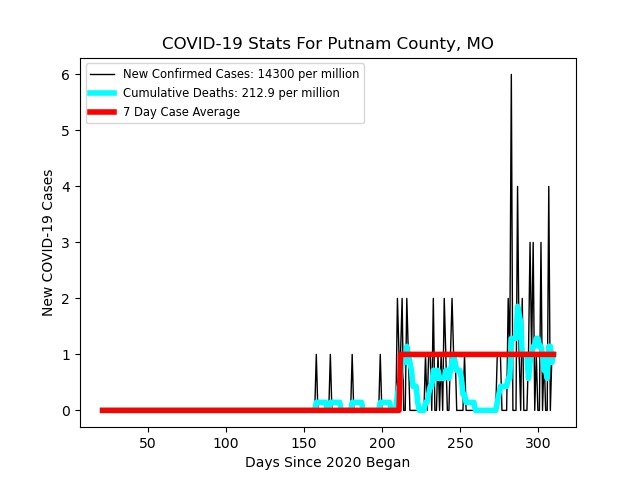 COVID-19 Stats For Putnam County, MO
New Confirmed Cases: 14300 per million
Cumulative Deaths: 212.9 per million
7 Day Case Average
New COVID-19 Cases
6
5
4
3
2
1
0
50 100 150 200 250 300
Days Since 2020 Began